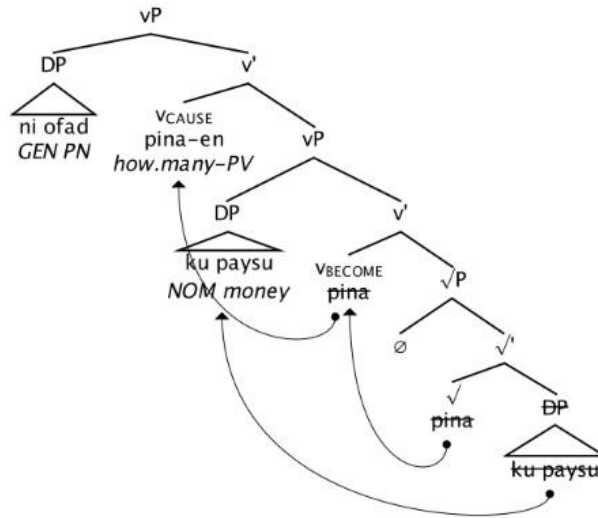 vP
DP
v'
ni ofad
GEN PN
vCAUSE
pina-en
how.many-PV
vP
DP
v'
ku paysu
NOM money
vBECOME
pina
√P
∅
√'
√
pina
DP
ku paysu